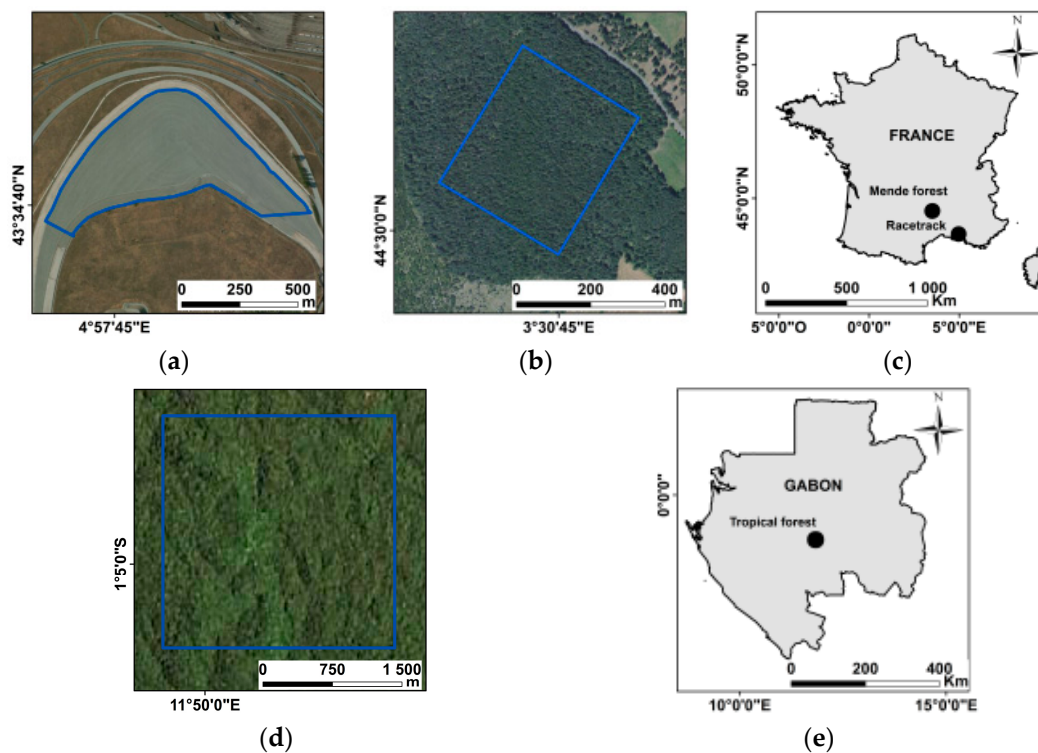 43°34'40"N
0 250 500
m
4°57'45"E
(a)
44°30'0"N
0 200 400
m
3°30'45"E
(b)
N
50°0'0"N
45°0'0"N
FRANCE
Mende forest
Racetrack
0 500 1 000
Km
5°0'0"O 0°0'0" 5°0'0"E
(c)
1°5'0"S
0 750 1 500
m
11°50'0"E
(d)
N
0°0'0"
GABON
Tropical forest
0 200 400
Km
10°0'0"E 15°0'0"E
(e)